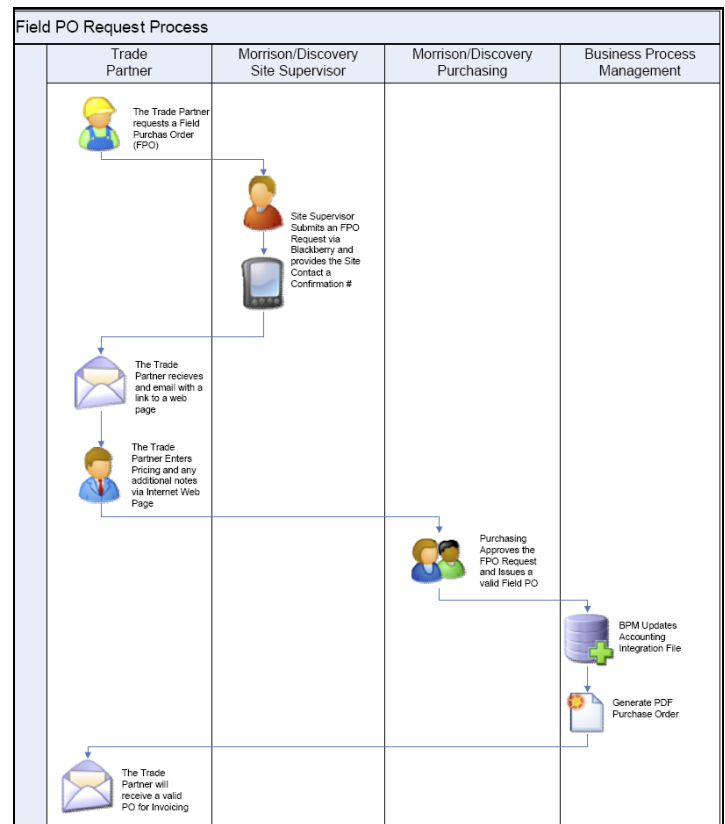 Field PO Request Process
Trade
Partner
Morrison/Discovery
Site Supervisor
Morrison/Discovery
Purchasing
Business Process
Management
The Trade Partner
requests a Field
Purchas Order
(FPO)
Site Supervisor
Submits an FPO
Request via
Blackberry and
provides the Site
Contact a
Confirmation #
The Trade
Partner recieves
and email with a
link to a web
page
The Trade
Partner Enters
Pricing and any
additional notes
via Internet Web
Page
Purchasing
Approves the
FPO Request
and Issues a
valid Field PO
BPM Updates
Accounting
Integration File
Generate PDF
Purchase Order
The Trade
Partner will
receive a valid
PO for Invoicing